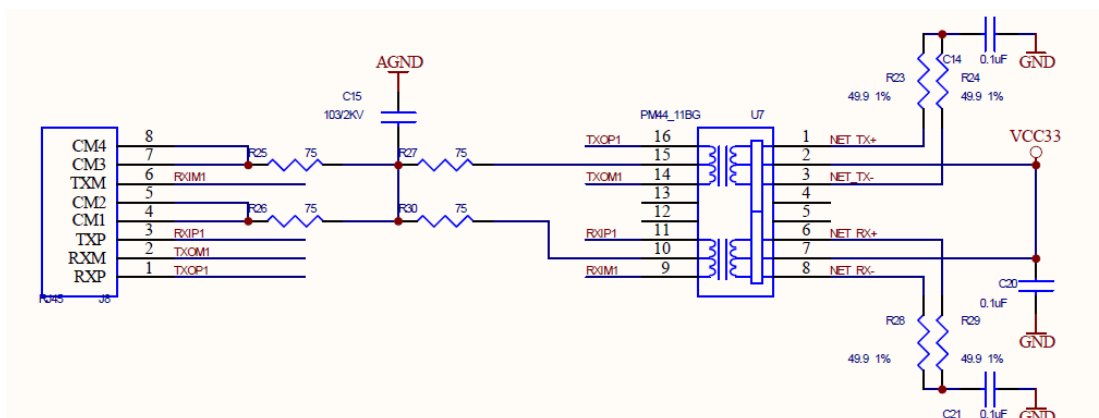 C14 0.1uF GND
R23 R24
49.9 1% 49.9 1%
AGND
C15
103/2KV
PM44_11BG U7
VCC33
CM4 8
CM3 7 R25 75 R27 75
TXM 6 RXIM1
CM2 5
CM1 4 R26 75 R30 75
TXP 3 RXIP1
RXM 2 TXOM1
RXP 1 TXOP1
RJ45 J8
TXOP1 16 1 NET_TX+
15 2
TXOM1 14 3 NET_TX-
13 4
12 5
RXIP1 11 6 NET RX+
10 7
RXIM1 9 8 NET RX-
C20
0.1uF
GND
R28 R29
49.9 1% 49.9 1%
C21 0.1uF GND